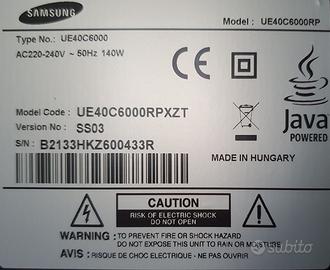 SAMSUNG
Model : UE40C6000RP
Type No.: UE40C6000
AC220-240V ~ 50Hz 140W
Java
POWERED
Model Code : UE40C6000RPXZT
Version No : SS03
S/N : B2133HKZ600433R
MADE IN HUNGARY
CAUTION
RISK OF ELECTRIC SHOCK
DO NOT OPEN
WARNING : TO PREVENT FIRE OR SHOCK HAZARD
DO NOT EXPOSE THIS UNIT TO RAIN OR MOISTURE.
AVIS : RISQUE DE CHOC ELECTRIQUE - NE PAS OUVRIR
subito